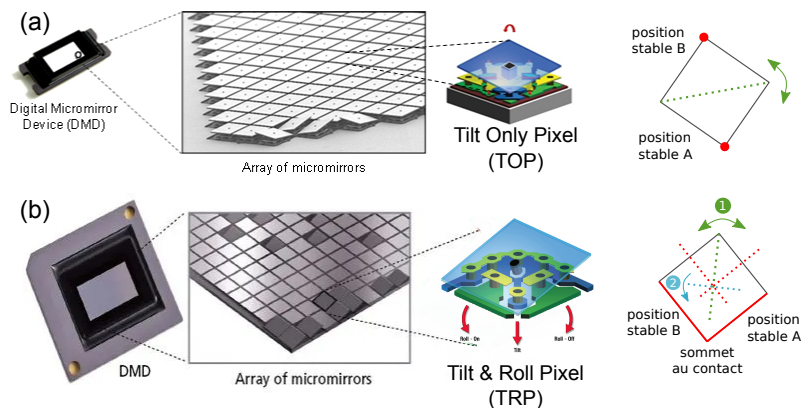 (a)
Digital Micromirror
Device (DMD)
Array of micromirrors
Tilt Only Pixel
(TOP)
position
stable B
position
stable A
(b)
DMD
Array of micromirrors
Roll - On
Tilt
Roll - Off
Tilt & Roll Pixel
(TRP)
1
2
position
stable B
position
stable A
sommet
au contact